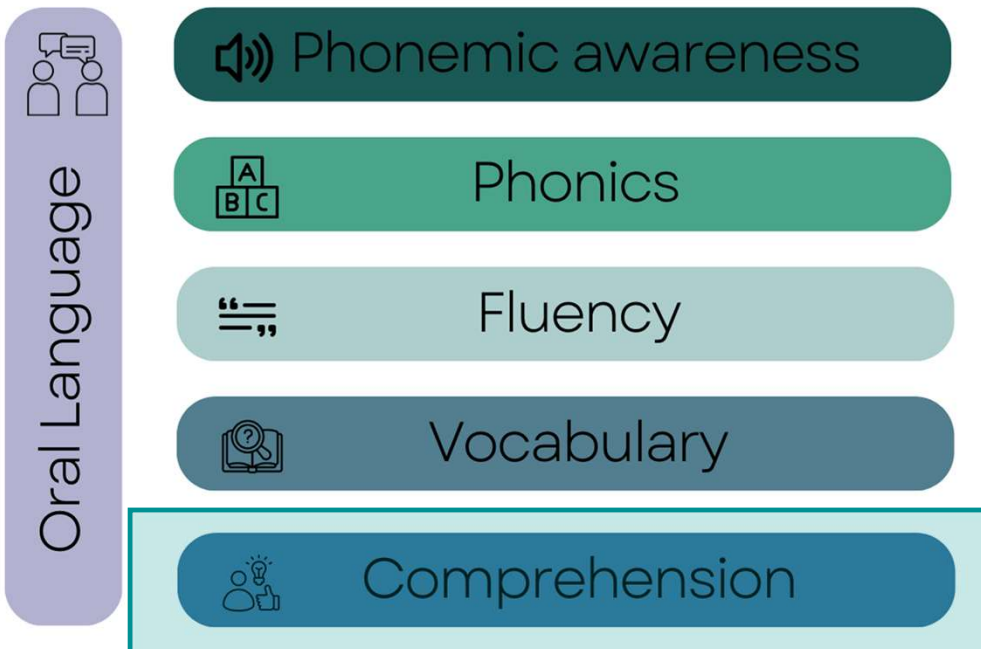 Oral Language
Phonemic awareness
A
B C
Phonics
“
”
Fluency
?
Vocabulary
Comprehension